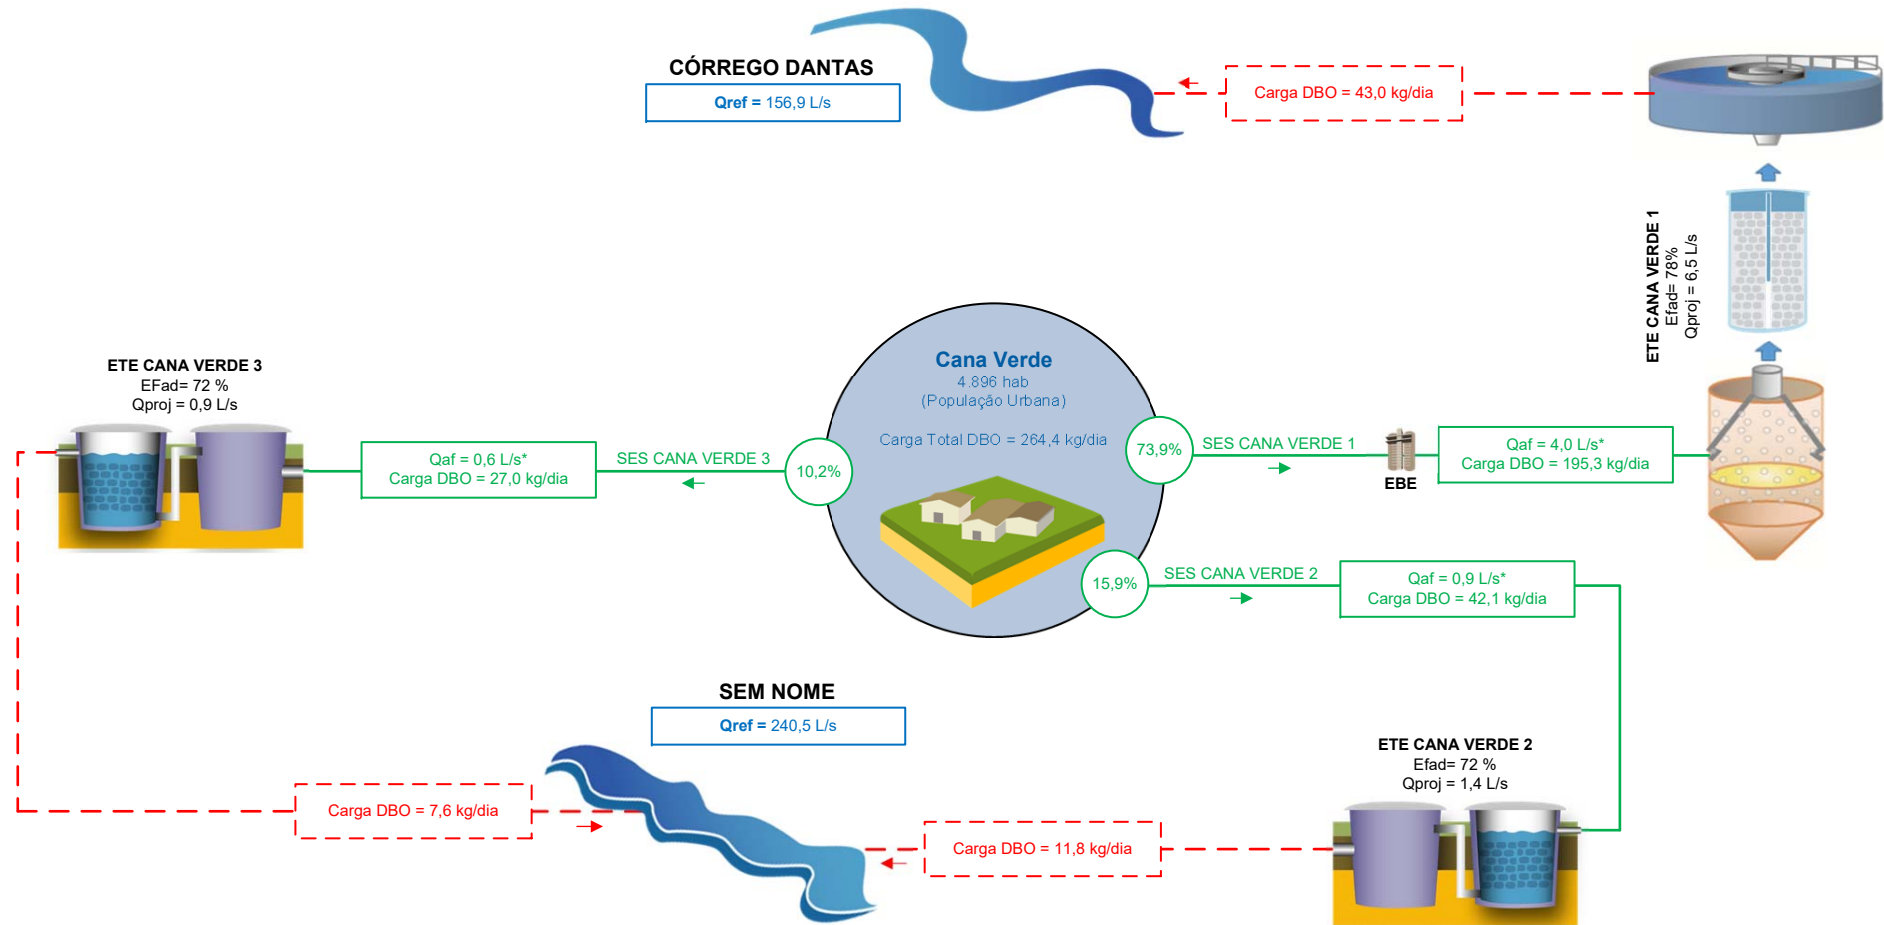 CÓRREGO DANTAS
Qref = 156,9 L/s
Carga DBO = 43,0 kg/dia
ETE CANA VERDE 1
Efad= 78%
Qproj = 6,5 L/s
ETE CANA VERDE 3
EFad= 72 %
Qproj = 0,9 L/s
Cana Verde
4.896 hab
(População Urbana)
Carga Total DBO = 264,4 kg/dia
Qaf = 0,6 L/s*
Carga DBO = 27,0 kg/dia
SES CANA VERDE 3
10,2%
73,9%
SES CANA VERDE 1
EBE
Qaf = 4,0 L/s*
Carga DBO = 195,3 kg/dia
15,9%
SES CANA VERDE 2
Qaf = 0,9 L/s*
Carga DBO = 42,1 kg/dia
SEM NOME
Qref = 240,5 L/s
ETE CANA VERDE 2
Efad= 72 %
Qproj = 1,4 L/s
Carga DBO = 7,6 kg/dia
Carga DBO = 11,8 kg/dia